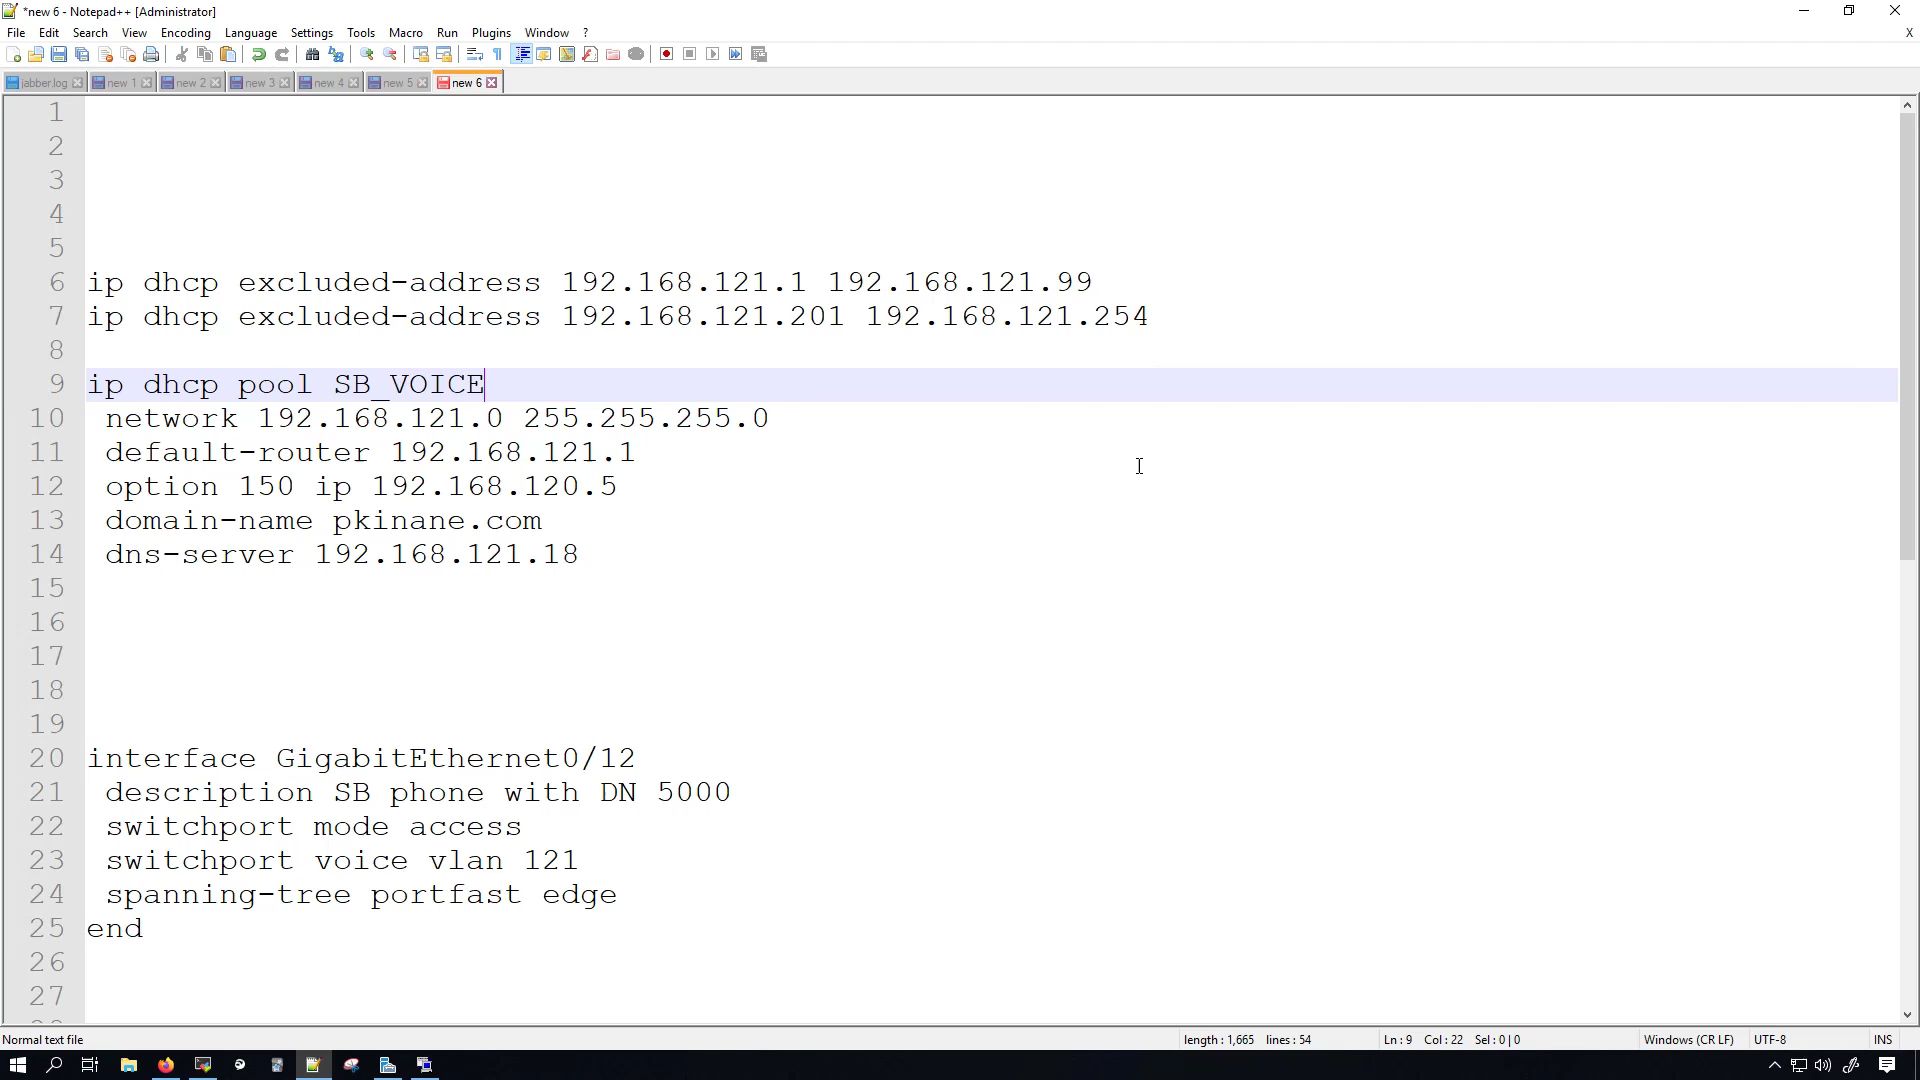 *new 6 - Notepad++ [Administrator]
File Edit Search View Encoding Language Settings Tools Macro Run Plugins Window ? X
jabber.log new 1 new 2 new 3 new 4 new 5 new 6
1
2
3
4
5
6 ip dhcp excluded-address 192.168.121.1 192.168.121.99
7 ip dhcp excluded-address 192.168.121.201 192.168.121.254
8
9 ip dhcp pool SB_VOICE
10 network 192.168.121.0 255.255.255.0
11 default-router 192.168.121.1
12 option 150 ip 192.168.120.5
13 domain-name pkinane.com
14 dns-server 192.168.121.18
15
16
17
18
19
20 interface GigabitEthernet0/12
21 description SB phone with DN 5000
22 switchport mode access
23 switchport voice vlan 121
24 spanning-tree portfast edge
25 end
26
27
Normal text file length : 1,665 lines : 54 Ln : 9 Col : 22 Sel : 0 | 0 Windows (CR LF) UTF-8 INS